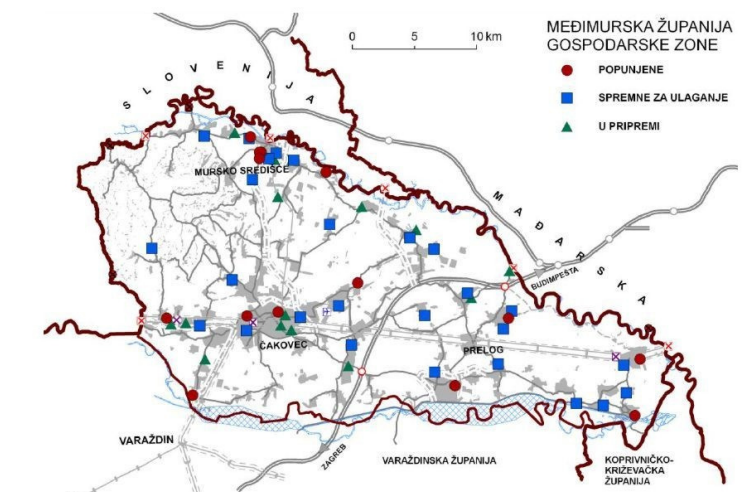 MEĐIMURSKA ŽUPANIJA
GOSPODARSKE ZONE
POPUNJENE
SPREMNE ZA ULAGANJE
U PRIPREMI
0 5 10 km
SLOVENIJA
MAĐARSKA
MURSKO SREDIŠĆE
BUDIMPEŠTA
ČAKOVEC
PRELOG
VARAŽDIN
ZAGREB
VARAŽDINSKA ŽUPANIJA
KOPRIVNIČKO-
KRIŽEVAČKA
ŽUPANIJA